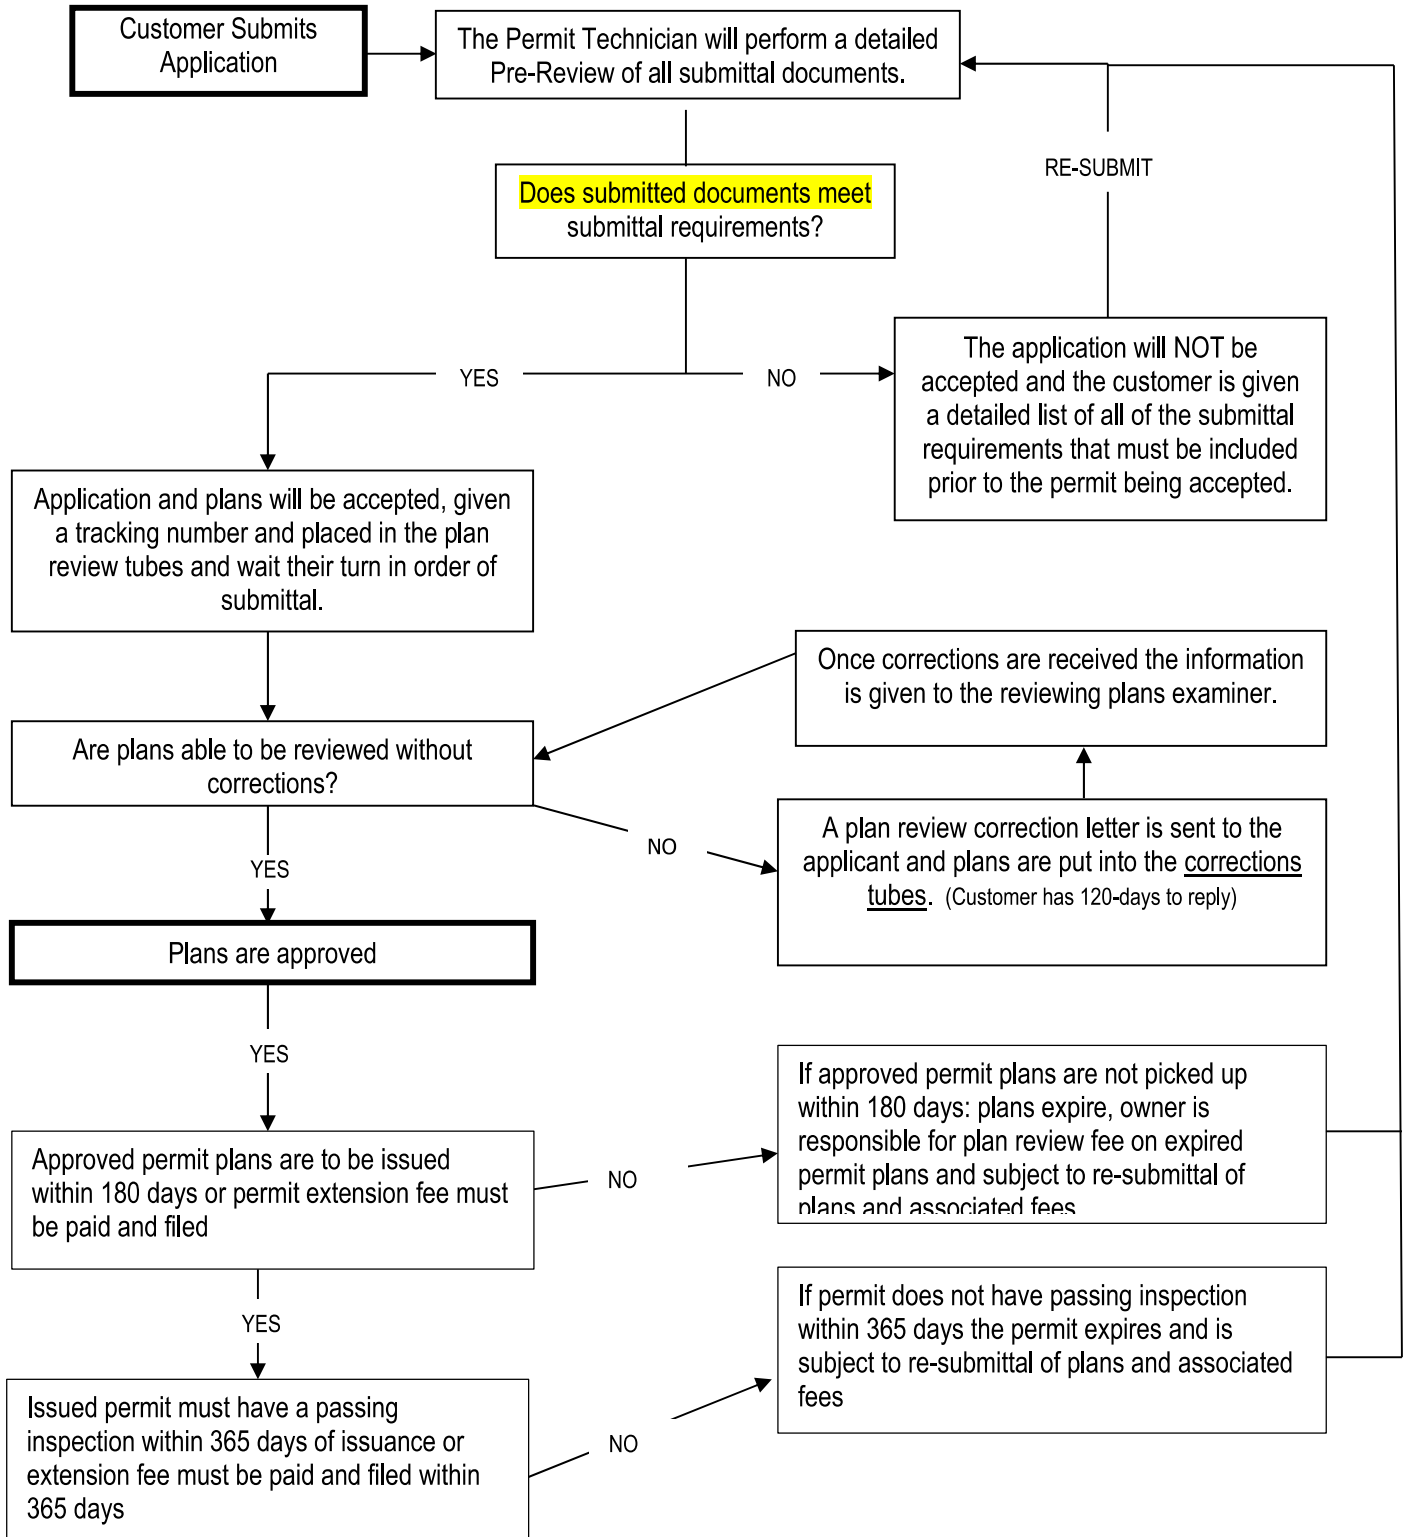 Customer Submits
Application
The Permit Technician will perform a detailed
Pre-Review of all submittal documents.
Does submitted documents meet
submittal requirements?
RE-SUBMIT
YES
NO
The application will NOT be
accepted and the customer is given
a detailed list of all of the submittal
requirements that must be included
prior to the permit being accepted.
Application and plans will be accepted, given
a tracking number and placed in the plan
review tubes and wait their turn in order of
submittal.
Once corrections are received the information
is given to the reviewing plans examiner.
Are plans able to be reviewed without
corrections?
NO
A plan review correction letter is sent to the
applicant and plans are put into the corrections
tubes. (Customer has 120-days to reply)
YES
Plans are approved
YES
If approved permit plans are not picked up
within 180 days: plans expire, owner is
responsible for plan review fee on expired
permit plans and subject to re-submittal of
plans and associated fees
Approved permit plans are to be issued
within 180 days or permit extension fee must
be paid and filed
NO
YES
If permit does not have passing inspection
within 365 days the permit expires and is
subject to re-submittal of plans and associated
fees
Issued permit must have a passing
inspection within 365 days of issuance or
extension fee must be paid and filed within
365 days
NO